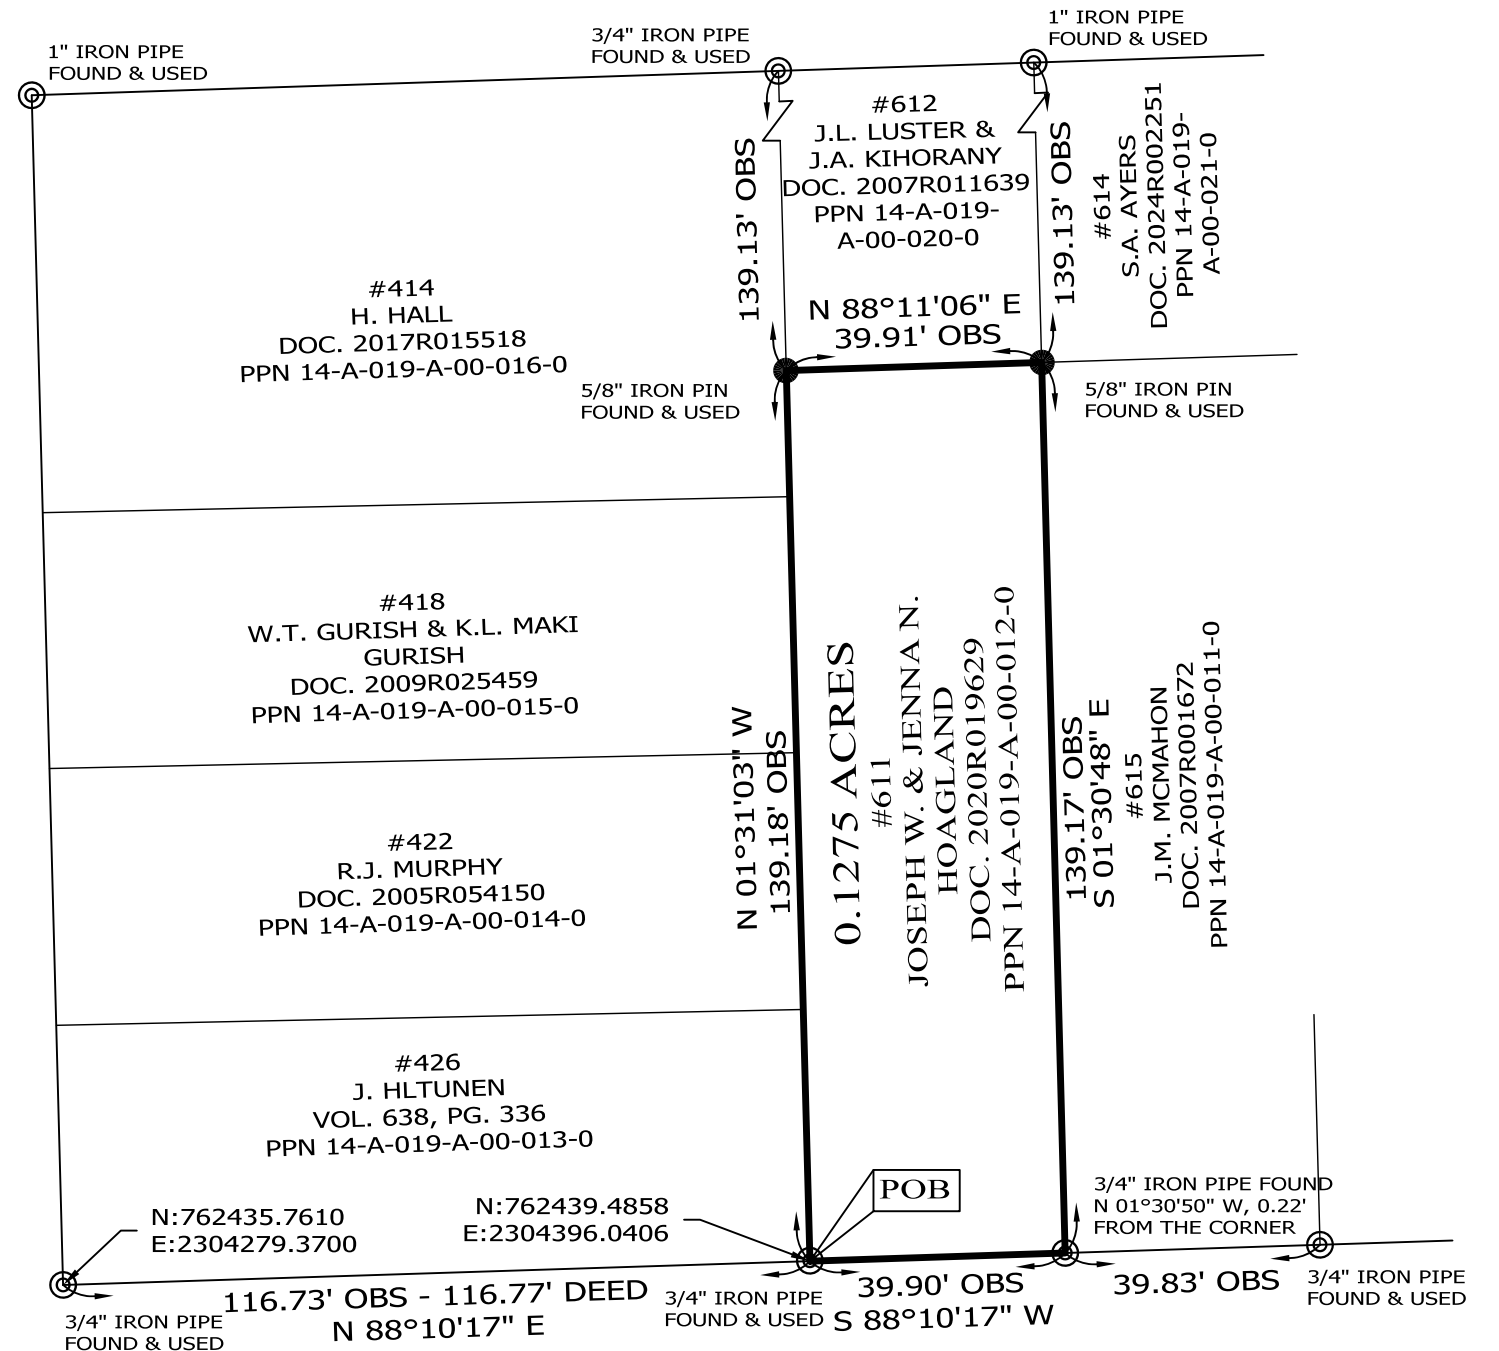 1" IRON PIPE
FOUND & USED
3/4" IRON PIPE
FOUND & USED
1" IRON PIPE
FOUND & USED
#612
J.L. LUSTER &
J.A. KIHORANY
DOC. 2007R011639
PPN 14-A-019-
A-00-020-0
139.13' OBS
139.13' OBS
#614
S.A. AYERS
DOC. 2024R002251
PPN 14-A-019-
A-00-021-0
#414
H. HALL
DOC. 2017R015518
PPN 14-A-019-A-00-016-0
N 88°11'06" E
39.91' OBS
5/8" IRON PIN
FOUND & USED
5/8" IRON PIN
FOUND & USED
#418
W.T. GURISH & K.L. MAKI
GURISH
DOC. 2009R025459
PPN 14-A-019-A-00-015-0
N 01°31'03" W
139.18' OBS
0.1275 ACRES
#611
JOSEPH W. & JENNA N.
HOAGLAND
DOC. 2020R019629
PPN 14-A-019-A-00-012-0
139.17' OBS
S 01°30'48" E
#615
J.M. MCMAHON
DOC. 2007R001672
PPN 14-A-019-A-00-011-0
#422
R.J. MURPHY
DOC. 2005R054150
PPN 14-A-019-A-00-014-0
#426
J. HLTUNEN
VOL. 638, PG. 336
PPN 14-A-019-A-00-013-0
N:762435.7610
E:2304279.3700
N:762439.4858
E:2304396.0406
POB
3/4" IRON PIPE FOUND
N 01°30'50" W, 0.22'
FROM THE CORNER
116.73' OBS - 116.77' DEED
N 88°10'17" E
3/4" IRON PIPE
FOUND & USED
3/4" IRON PIPE
FOUND & USED
39.90' OBS
S 88°10'17" W
39.83' OBS
3/4" IRON PIPE
FOUND & USED